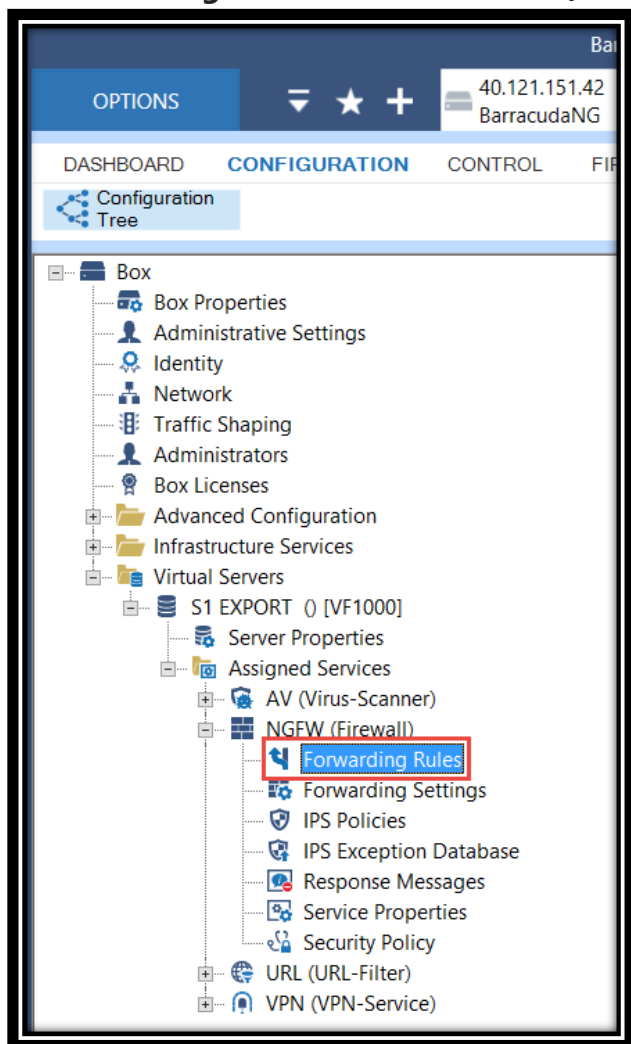 Bar
OPTIONS
40.121.151.42
BarracudaNG
DASHBOARD CONFIGURATION CONTROL FI
Configuration
Tree
Box
Box Properties
Administrative Settings
Identity
Network
Traffic Shaping
Administrators
Box Licenses
Advanced Configuration
Infrastructure Services
Virtual Servers
S1 EXPORT () [VF1000]
Server Properties
Assigned Services
AV (Virus-Scanner)
NGFW (Firewall)
Forwarding Rules
Forwarding Settings
IPS Policies
IPS Exception Database
Response Messages
Service Properties
Security Policy
URL (URL-Filter)
VPN (VPN-Service)